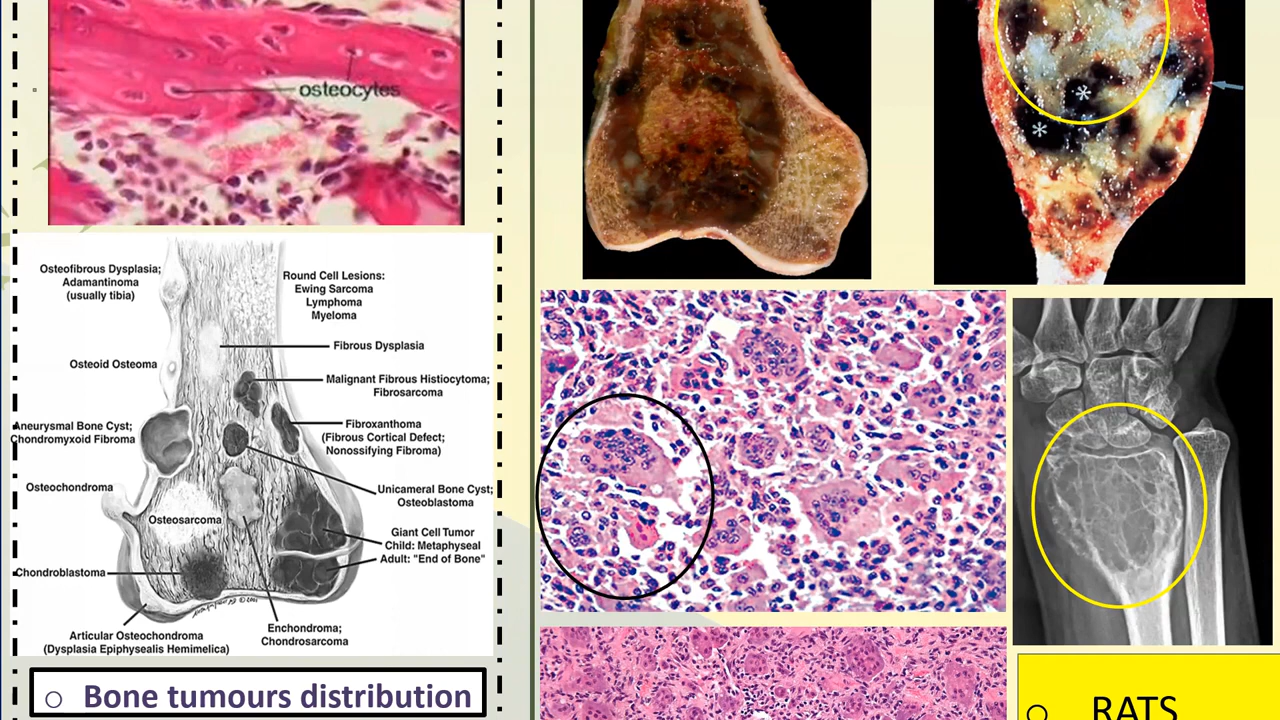 osteocytes
*
*
Osteofibrous Dysplasia;
Adamantinoma
(usually tibia)
Round Cell Lesions:
Ewing Sarcoma
Lymphoma
Myeloma
Fibrous Dysplasia
Osteoid Osteoma
Malignant Fibrous Histiocytoma;
Fibrosarcoma
Aneurysmal Bone Cyst;
Chondromyxoid Fibroma
Fibroxanthoma
(Fibrous Cortical Defect;
Nonossifying Fibroma)
Osteochondroma
Unicameral Bone Cyst;
Osteoblastoma
Osteosarcoma
Giant Cell Tumor
Child: Metaphyseal
Adult: "End of Bone"
Chondroblastoma
Enchondroma;
Chondrosarcoma
Articular Osteochondroma
(Dysplasia Epiphysealis Hemimelica)
○ Bone tumours distribution
○ RATS